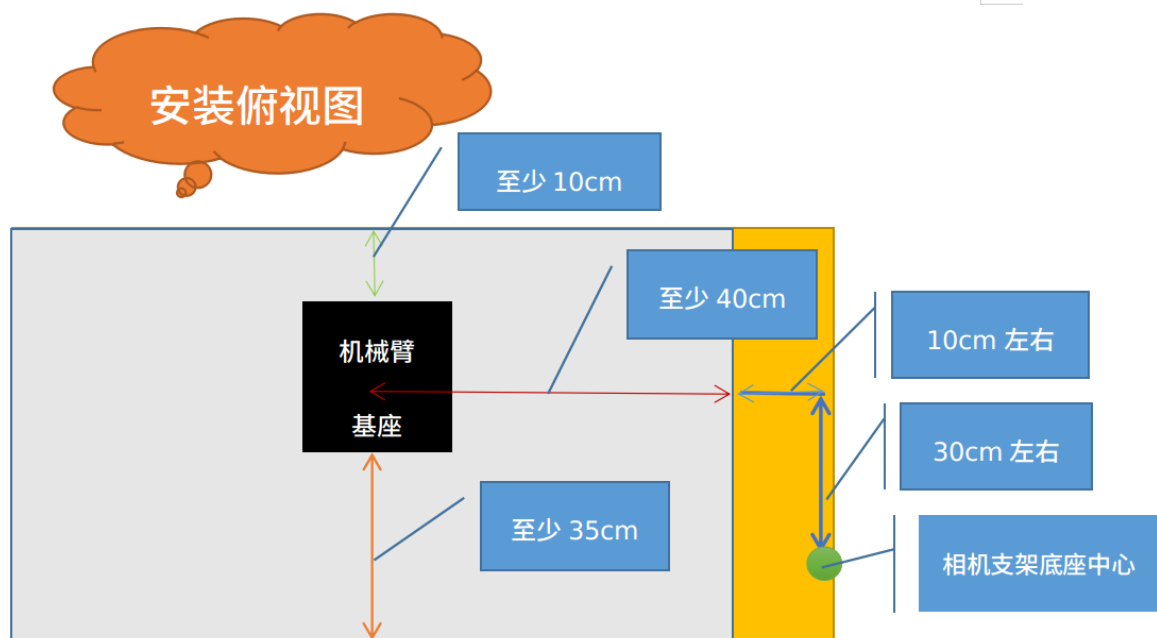 安装俯视图
至少 10cm
至少 40cm
机械臂
基座
10cm 左右
30cm 左右
至少 35cm
相机支架底座中心